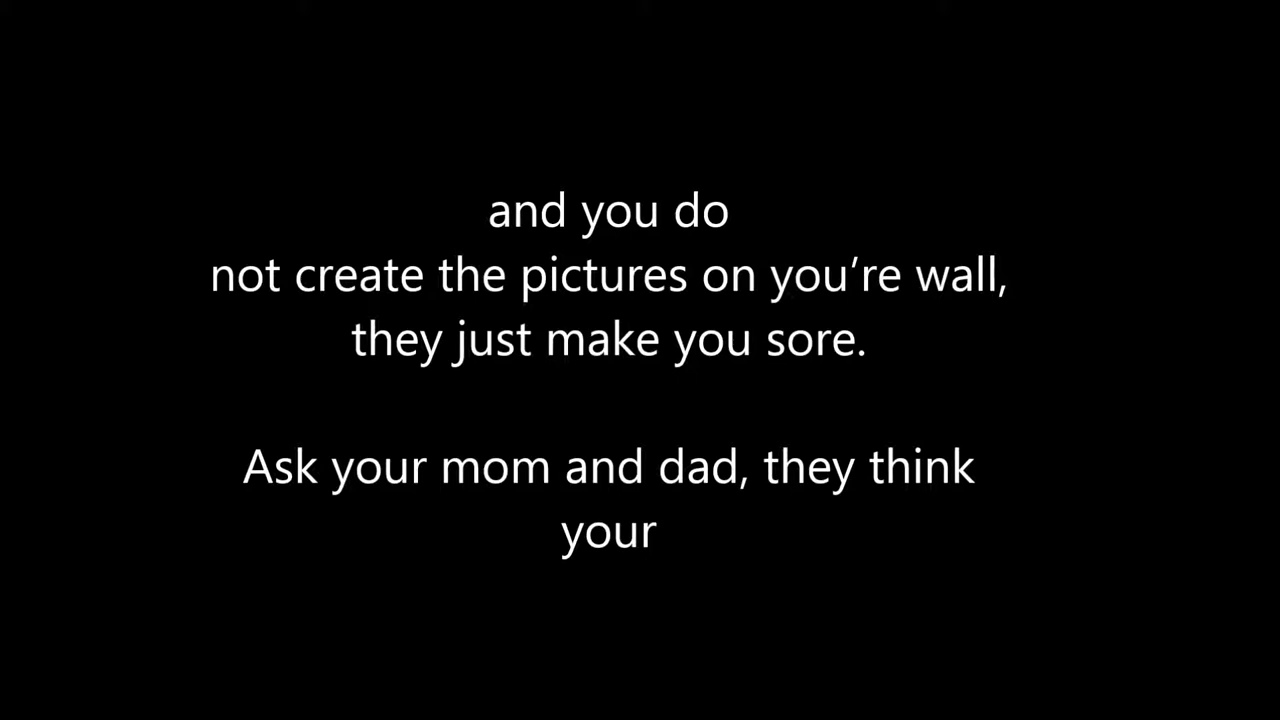 and you do
not create the pictures on you’re wall,
they just make you sore.
Ask your mom and dad, they think
your